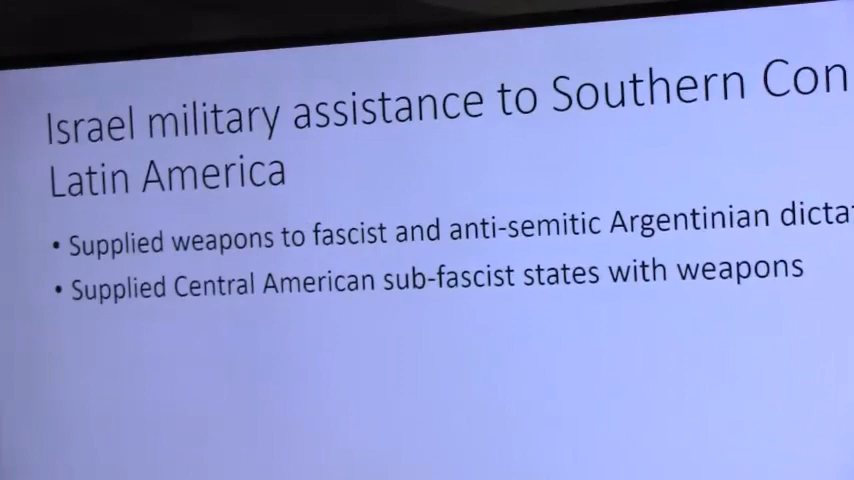 Israel military assistance to Southern Con
Latin America
• Supplied weapons to fascist and anti-semitic Argentinian dicta
• Supplied Central American sub-fascist states with weapons